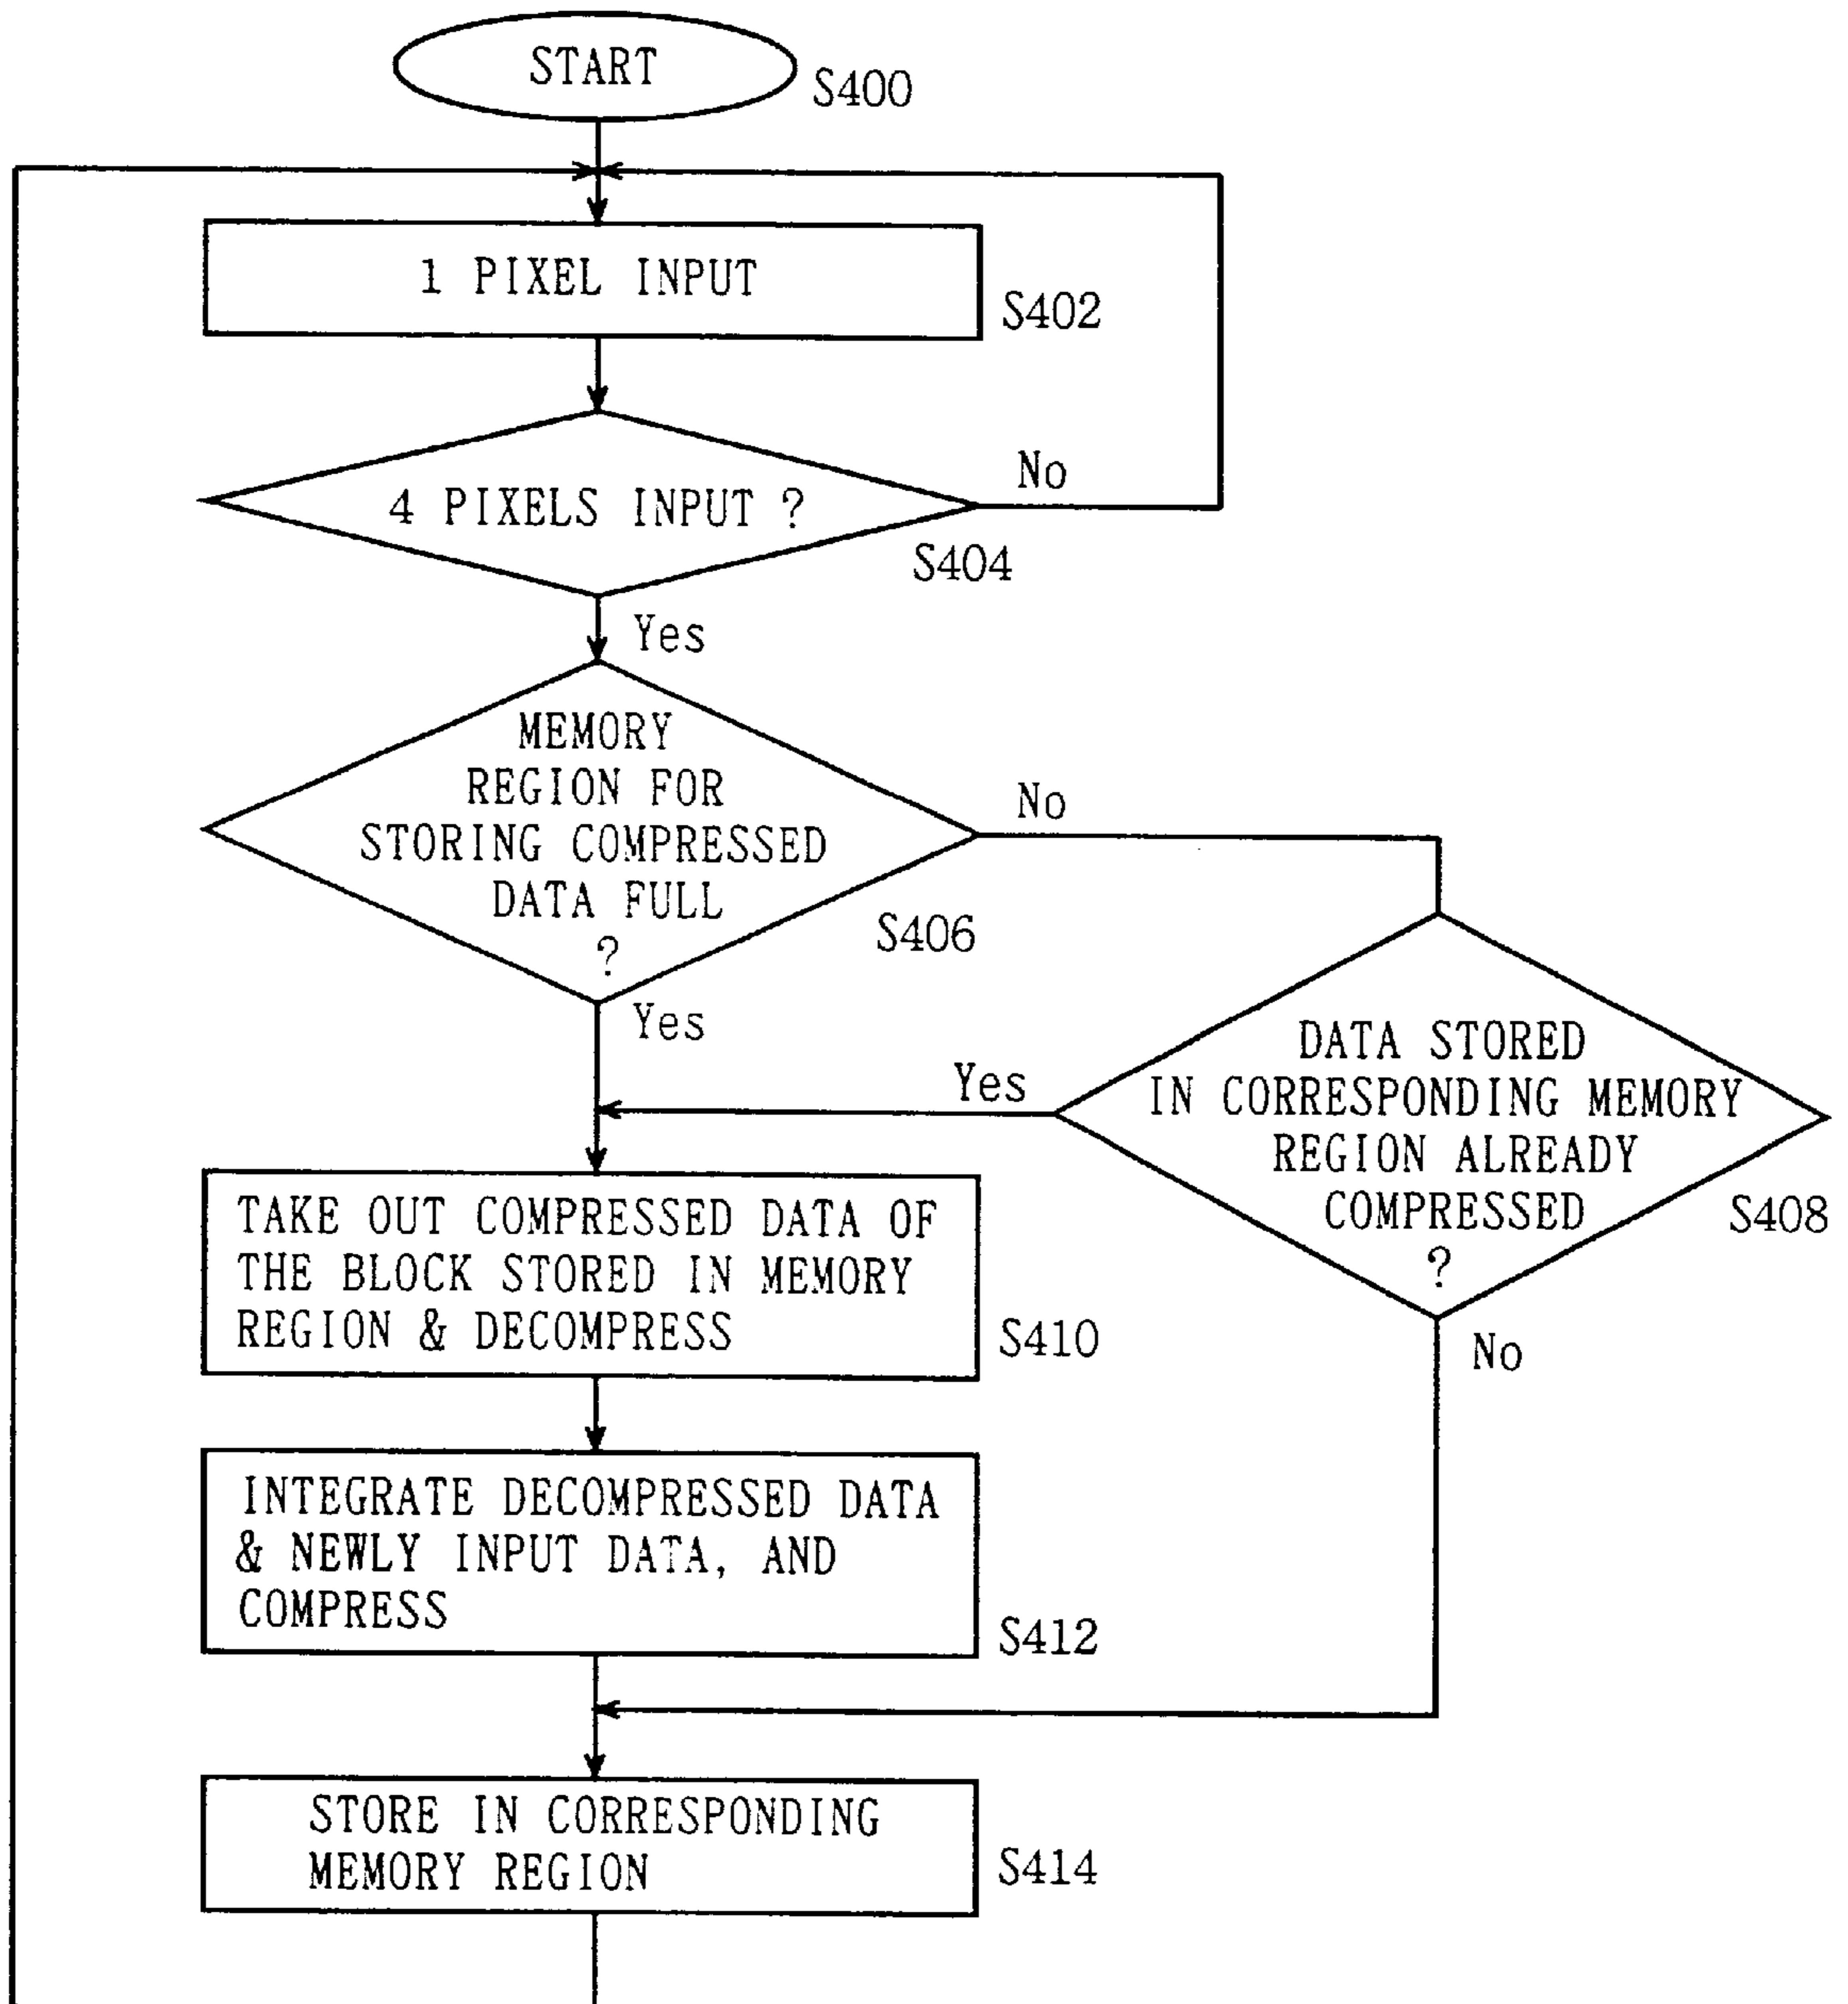 START
S400
1 PIXEL INPUT
S402
No
4 PIXELS INPUT ?
S404
Yes
MEMORY
REGION FOR
STORING COMPRESSED
DATA FULL
?
No
S406
Yes
DATA STORED
IN CORRESPONDING MEMORY
REGION ALREADY
COMPRESSED
?
Yes
S408
No
TAKE OUT COMPRESSED DATA OF
THE BLOCK STORED IN MEMORY
REGION & DECOMPRESS
S410
INTEGRATE DECOMPRESSED DATA
& NEWLY INPUT DATA, AND
COMPRESS
S412
STORE IN CORRESPONDING
MEMORY REGION
S414